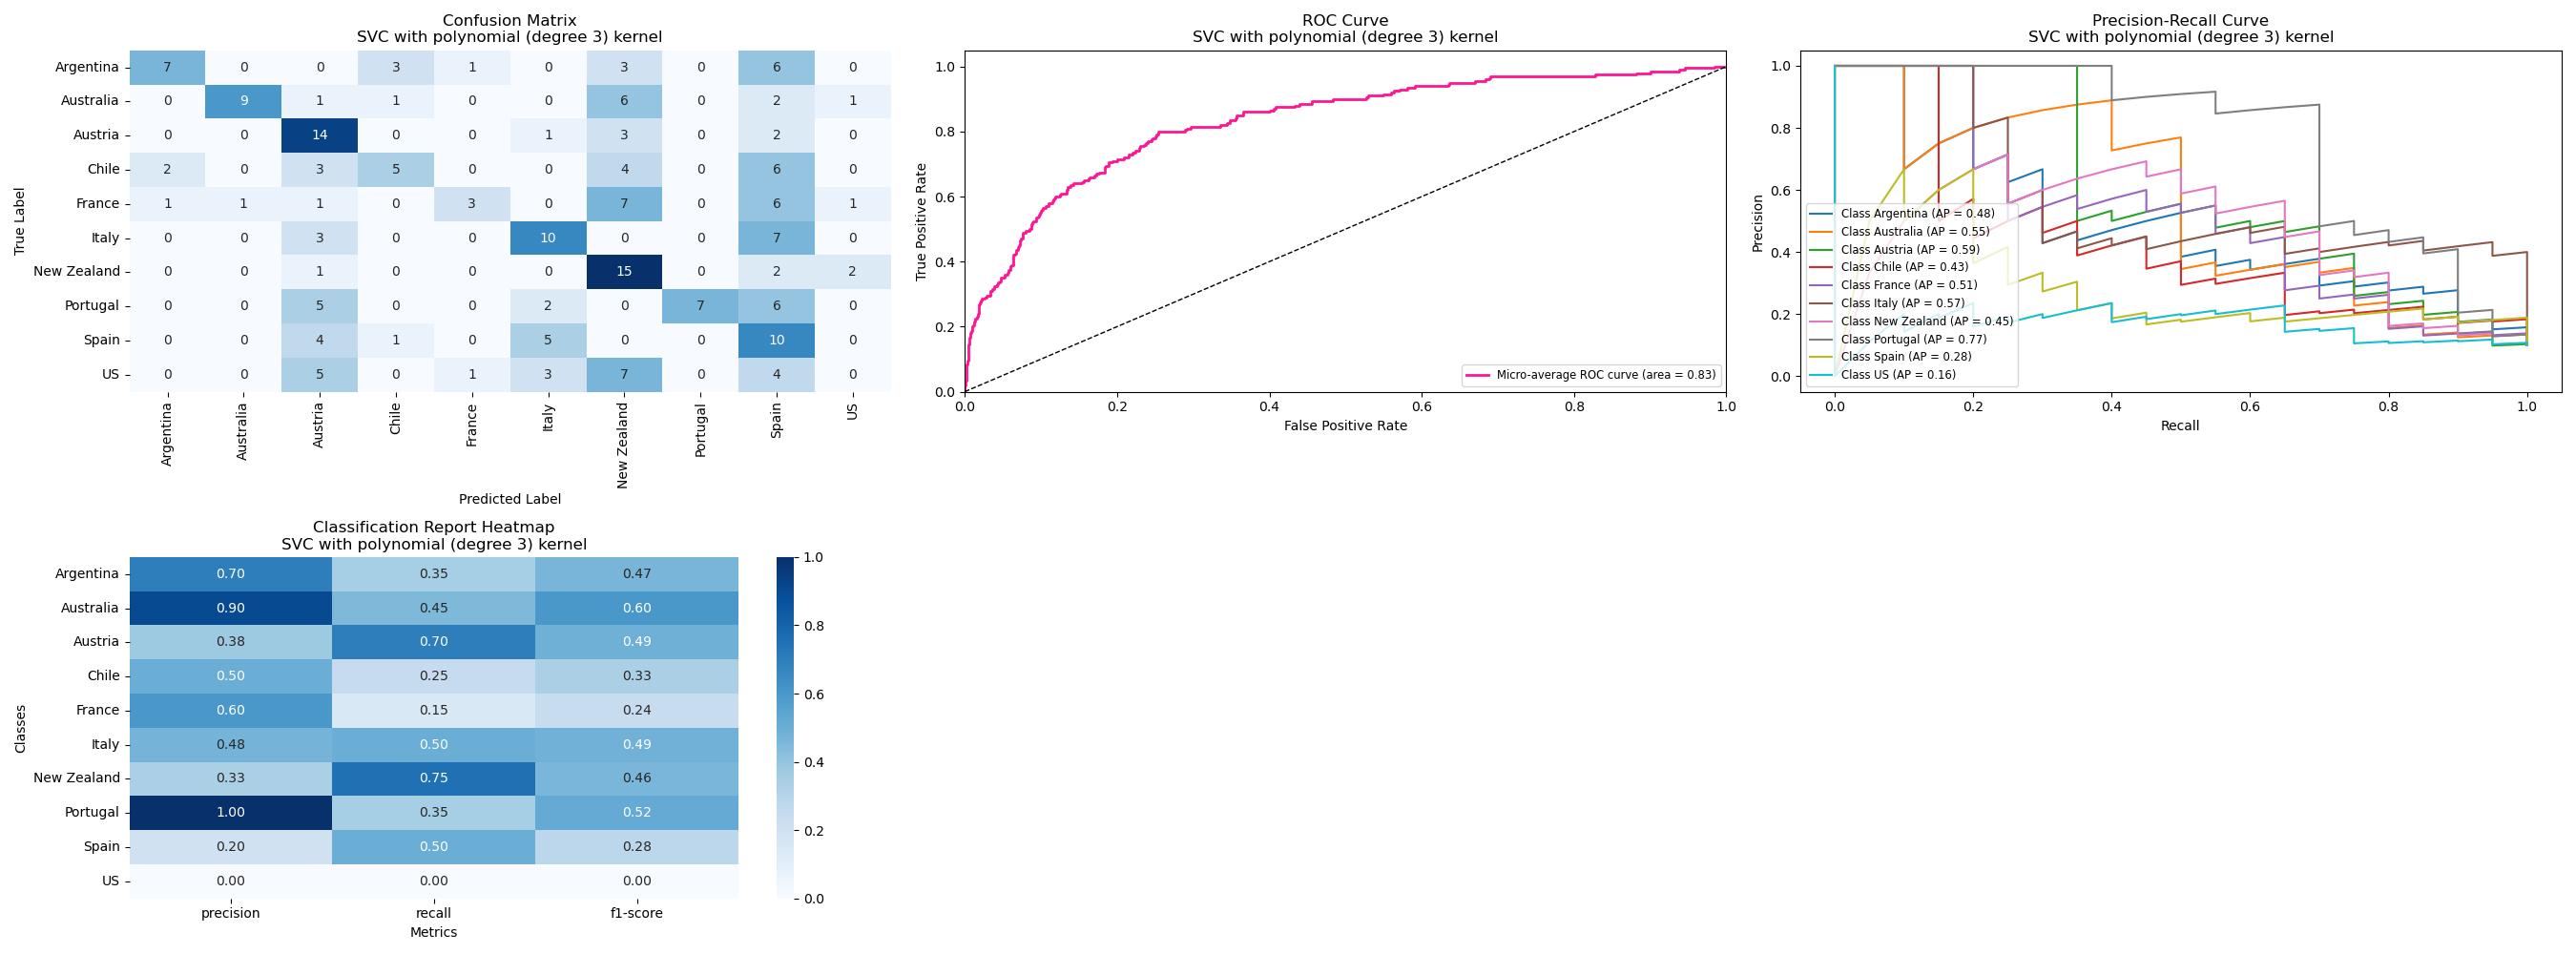 Confusion Matrix
SVC with polynomial (degree 3) kernel
True Label
Argentina 7 0 0 3 1 0 3 0 6 0
Australia 0 9 1 1 0 0 6 0 2 1
Austria 0 0 14 0 0 1 3 0 2 0
Chile 2 0 3 5 0 0 4 0 6 0
France 1 1 1 0 3 0 7 0 6 1
Italy 0 0 3 0 0 10 0 0 7 0
New Zealand 0 0 1 0 0 0 15 0 2 2
Portugal 0 0 5 0 0 2 0 7 6 0
Spain 0 0 4 1 0 5 0 0 10 0
US 0 0 5 0 1 3 7 0 4 0
Argentina Australia Austria Chile France Italy New Zealand Portugal Spain US
Predicted Label
ROC Curve
SVC with polynomial (degree 3) kernel
True Positive Rate
1.0
0.8
0.6
0.4
0.2
0.0
Micro-average ROC curve (area = 0.83)
0.0 0.2 0.4 0.6 0.8 1.0
False Positive Rate
Precision-Recall Curve
SVC with polynomial (degree 3) kernel
Precision
1.0
0.8
0.6
0.4
0.2
0.0
Class Argentina (AP = 0.48)
Class Australia (AP = 0.55)
Class Austria (AP = 0.59)
Class Chile (AP = 0.43)
Class France (AP = 0.51)
Class Italy (AP = 0.57)
Class New Zealand (AP = 0.45)
Class Portugal (AP = 0.77)
Class Spain (AP = 0.28)
Class US (AP = 0.16)
0.0 0.2 0.4 0.6 0.8 1.0
Recall
Classification Report Heatmap
SVC with polynomial (degree 3) kernel
Classes
Argentina 0.70 0.35 0.47
Australia 0.90 0.45 0.60
Austria 0.38 0.70 0.49
Chile 0.50 0.25 0.33
France 0.60 0.15 0.24
Italy 0.48 0.50 0.49
New Zealand 0.33 0.75 0.46
Portugal 1.00 0.35 0.52
Spain 0.20 0.50 0.28
US 0.00 0.00 0.00
precision recall f1-score
Metrics
1.0
0.8
0.6
0.4
0.2
0.0